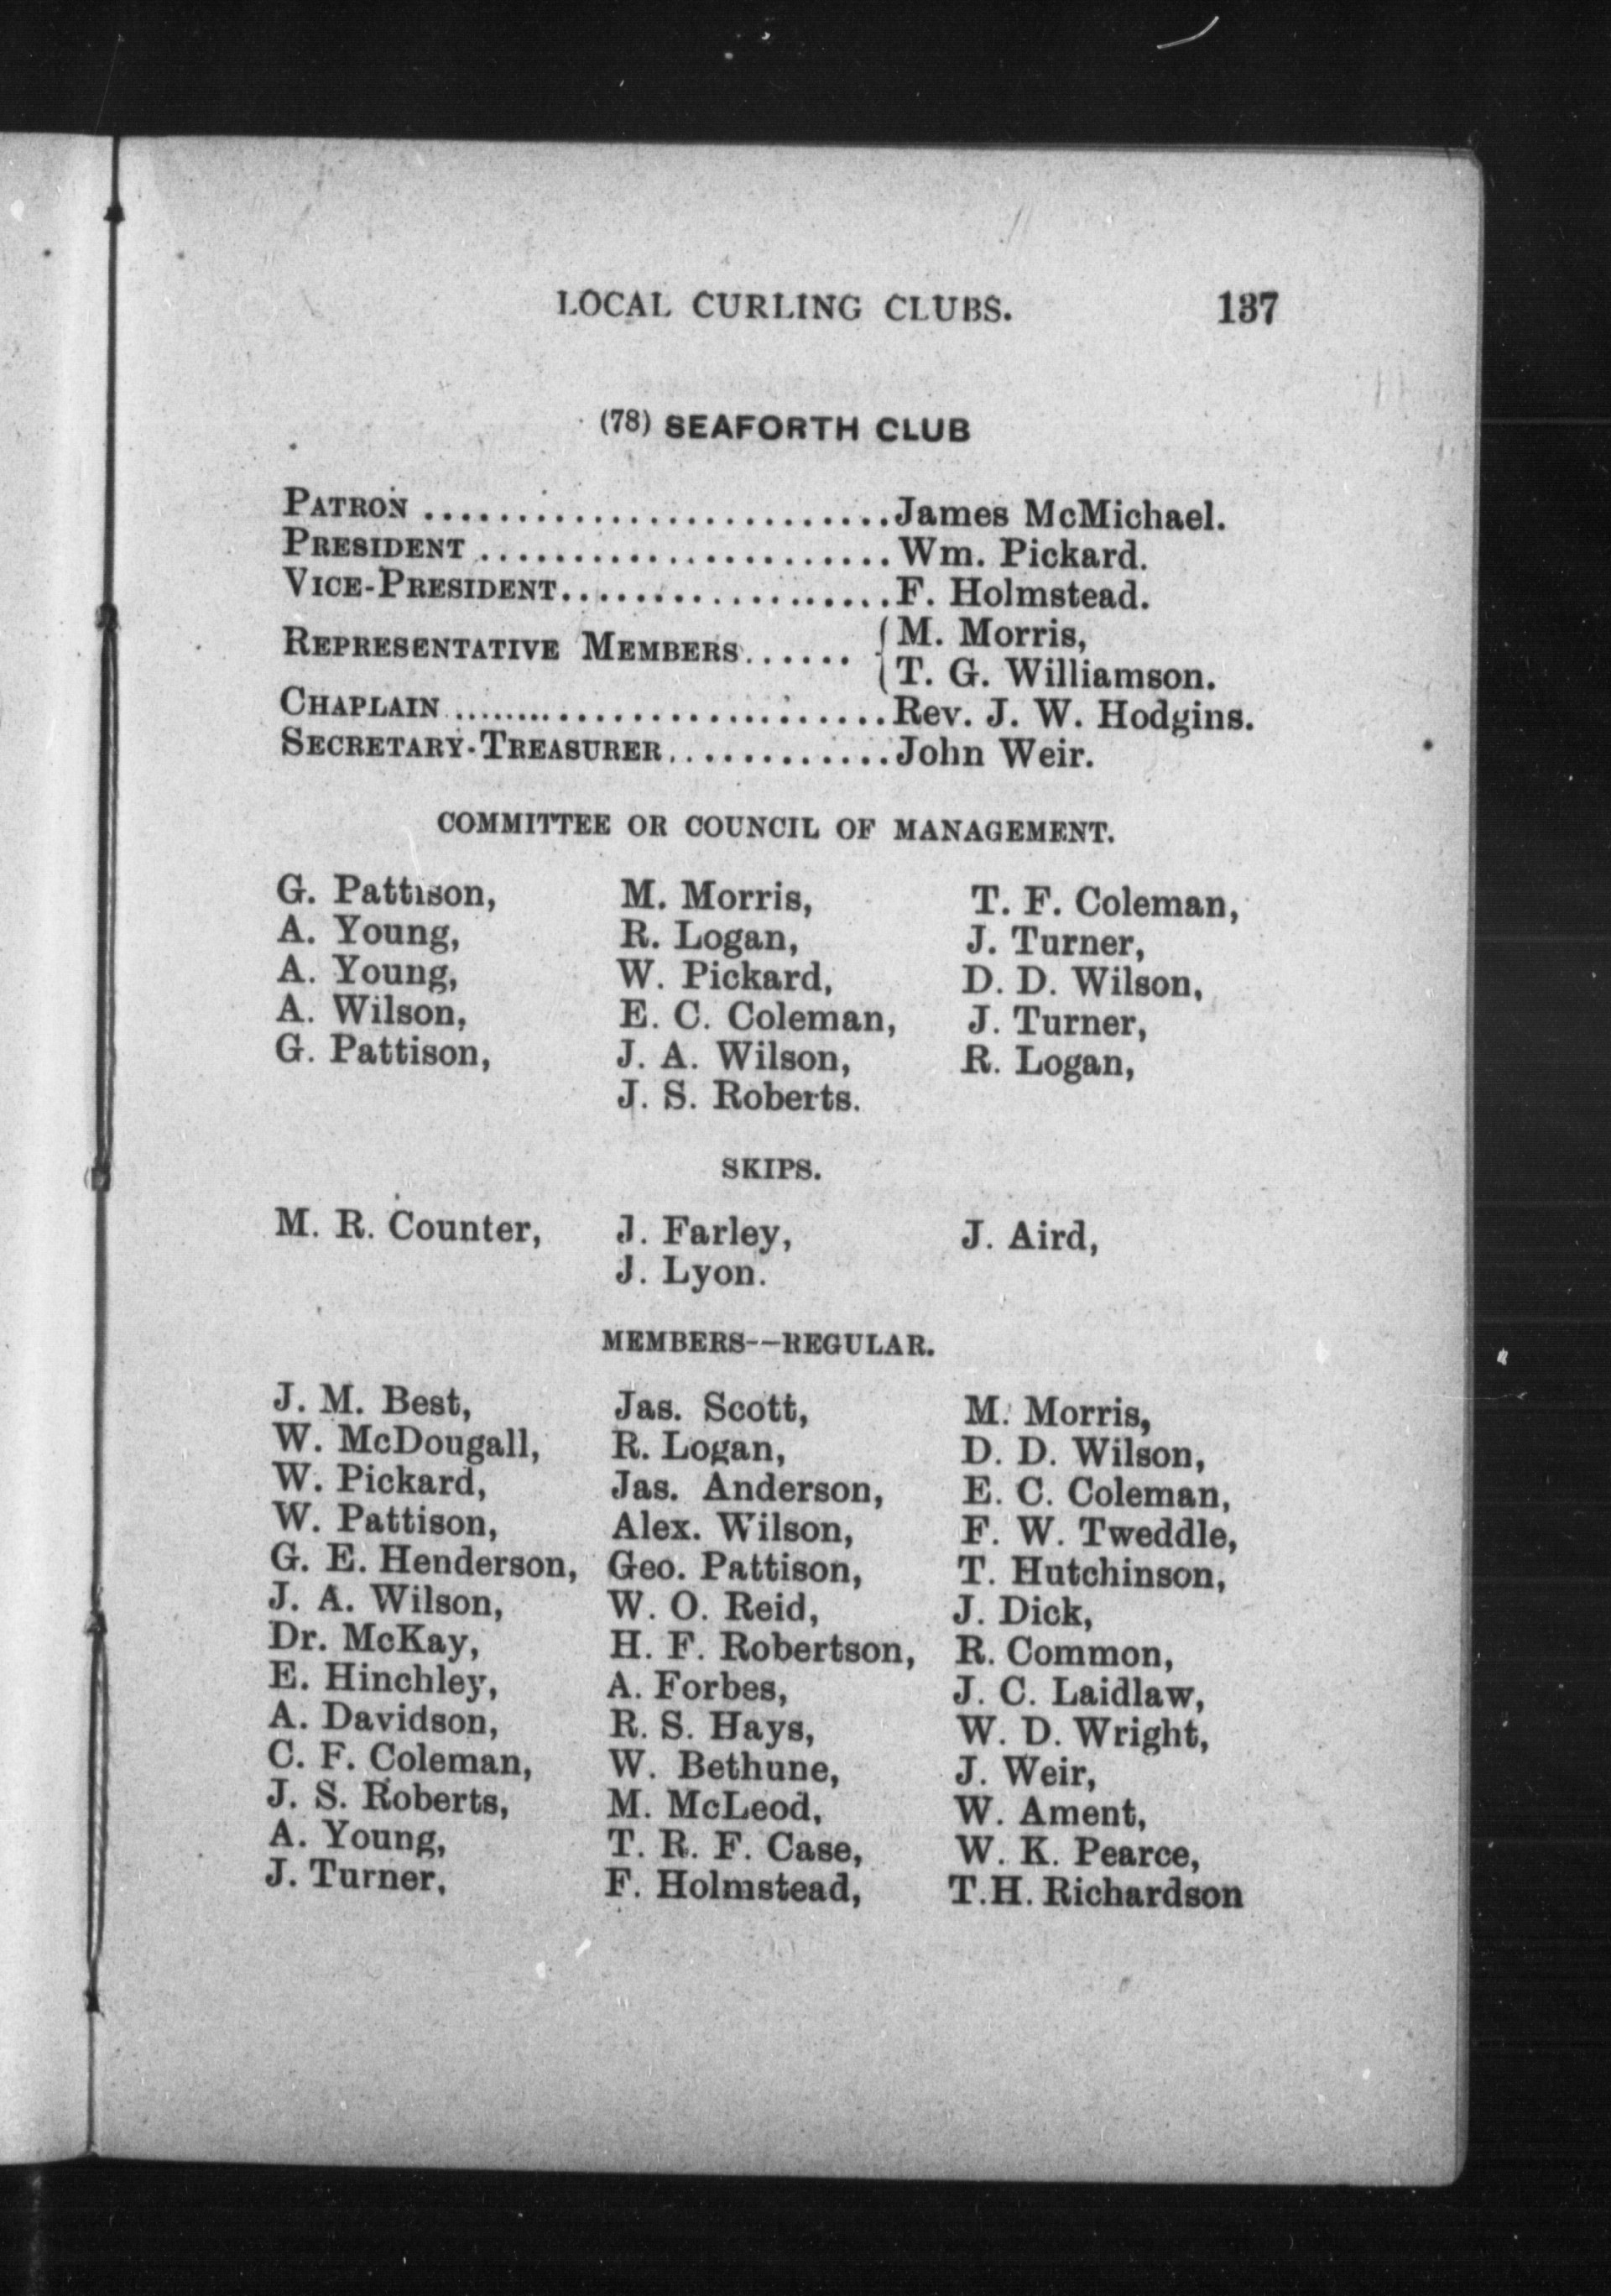 LOCAL CURLING CLUBS. 137
(78) SEAFORTH CLUB
PATRON ..........................James McMichael.
PRESIDENT .......................Wm. Pickard.
VICE-PRESIDENT...................F. Holmstead.
REPRESENTATIVE MEMBERS...... {M. Morris,
{T. G. Williamson.
CHAPLAIN ..........................Rev. J. W. Hodgins.
SECRETARY-TREASURER............John Weir.
COMMITTEE OR COUNCIL OF MANAGEMENT.
G. Pattison, M. Morris, T. F. Coleman,
A. Young, R. Logan, J. Turner,
A. Young, W. Pickard, D. D. Wilson,
A. Wilson, E. C. Coleman, J. Turner,
G. Pattison, J. A. Wilson, R. Logan,
J. S. Roberts.
SKIPS.
M. R. Counter, J. Farley, J. Aird,
J. Lyon.
MEMBERS--REGULAR.
J. M. Best, Jas. Scott, M. Morris,
W. McDougall, R. Logan, D. D. Wilson,
W. Pickard, Jas. Anderson, E. C. Coleman,
W. Pattison, Alex. Wilson, F. W. Tweddle,
G. E. Henderson, Geo. Pattison, T. Hutchinson,
J. A. Wilson, W. O. Reid, J. Dick,
Dr. McKay, H. F. Robertson, R. Common,
E. Hinchley, A. Forbes, J. C. Laidlaw,
A. Davidson, R. S. Hays, W. D. Wright,
C. F. Coleman, W. Bethune, J. Weir,
J. S. Roberts, M. McLeod, W. Ament,
A. Young, T. R. F. Case, W. K. Pearce,
J. Turner, F. Holmstead, T.H. Richardson